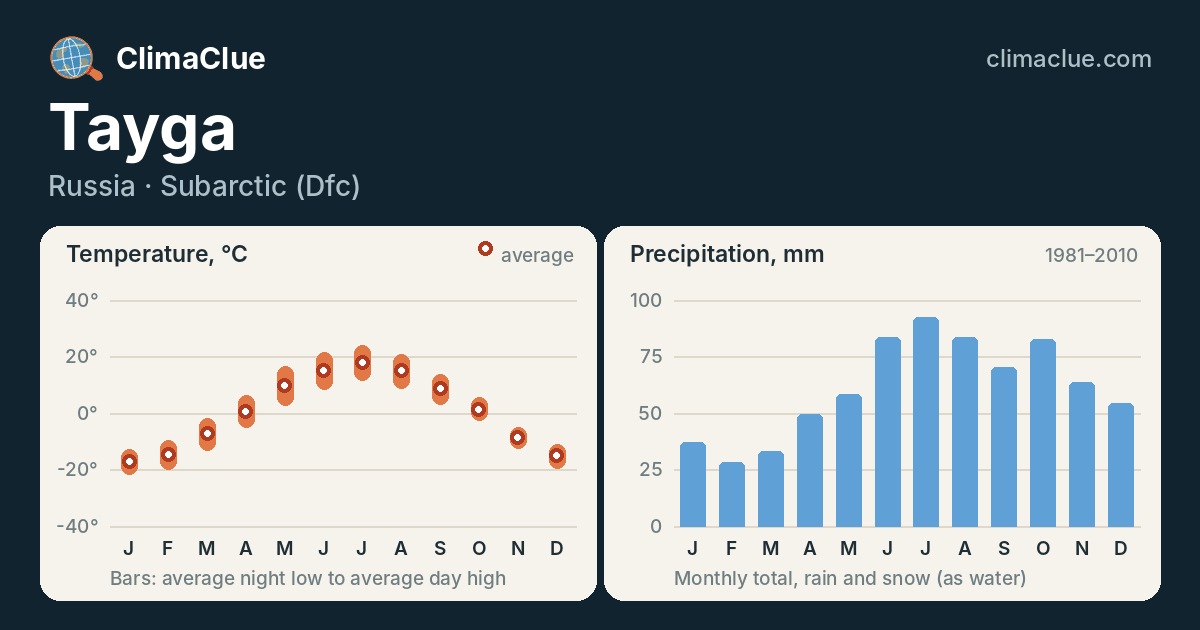 ClimaClue
climaclue.com
Tayga
Russia · Subarctic (Dfc)
Temperature, °C
average
40°
20°
0°
-20°
-40°
J F M A M J J A S O N D
Bars: average night low to average day high
Precipitation, mm
1981–2010
100
75
50
25
0
J F M A M J J A S O N D
Monthly total, rain and snow (as water)